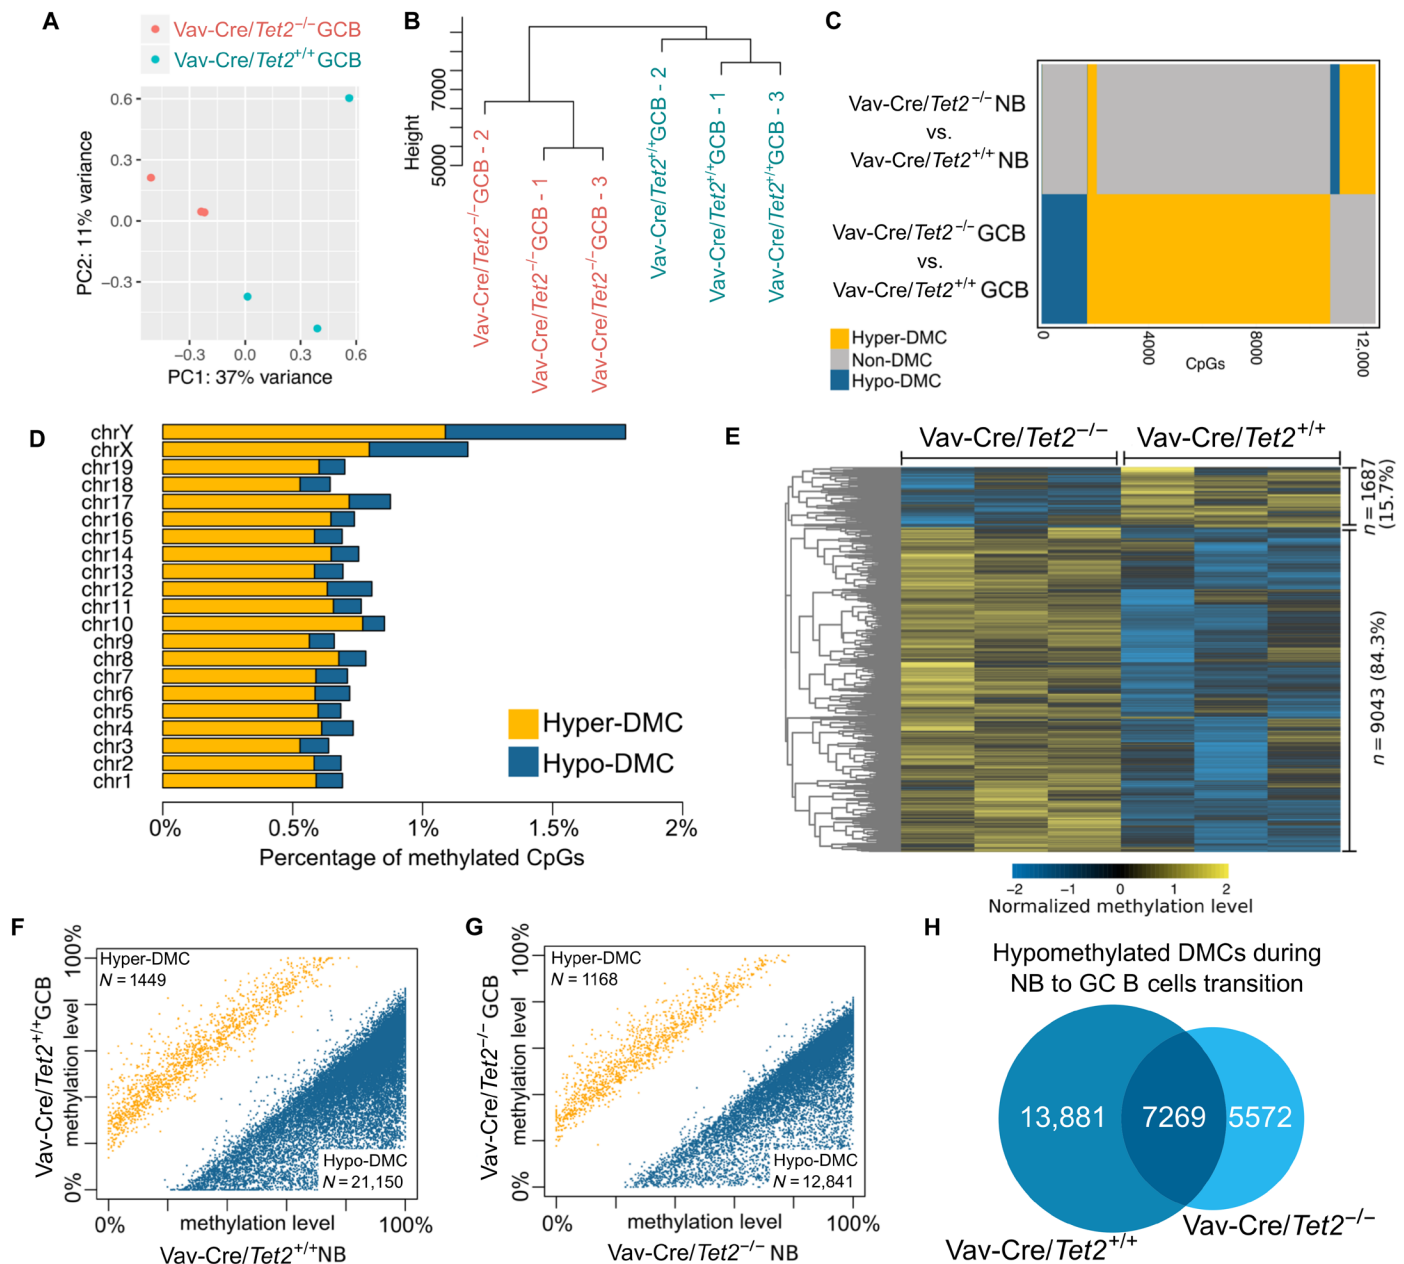 A
Vav-Cre/Tet2−/−GCB
Vav-Cre/Tet2+/+GCB
PC2: 11% variance
0.6
0.3
0.0
−0.3
−0.3
0.0
0.3
0.6
PC1: 37% variance
B
Height
7000
5000
Vav-Cre/Tet2−/−GCB - 2
Vav-Cre/Tet2−/−GCB - 1
Vav-Cre/Tet2−/−GCB - 3
Vav-Cre/Tet2+/+GCB - 2
Vav-Cre/Tet2+/+GCB - 1
Vav-Cre/Tet2+/+GCB - 3
C
Vav-Cre/Tet2−/− NB
vs.
Vav-Cre/Tet2+/+ NB
Vav-Cre/Tet2−/− GCB
vs.
Vav-Cre/Tet2+/+ GCB
Hyper-DMC
Non-DMC
Hypo-DMC
0
4000
8000
12,000
CpGs
D
chrY
chrX
chr19
chr18
chr17
chr16
chr15
chr14
chr13
chr12
chr11
chr10
chr9
chr8
chr7
chr6
chr5
chr4
chr3
chr2
chr1
Hyper-DMC
Hypo-DMC
0%
0.5%
1%
1.5%
2%
Percentage of methylated CpGs
E
Vav-Cre/Tet2−/−
Vav-Cre/Tet2+/+
n = 1687
(15.7%)
n = 9043 (84.3%)
−2
−1
0
1
2
Normalized methylation level
F
Vav-Cre/Tet2+/+GCB
methylation level
100%
0%
Hyper-DMC
N = 1449
Hypo-DMC
N = 21,150
0%
methylation level
100%
Vav-Cre/Tet2+/+NB
G
Vav-Cre/Tet2−/− GCB
methylation level
100%
0%
Hyper-DMC
N = 1168
Hypo-DMC
N = 12,841
0%
methylation level
100%
Vav-Cre/Tet2−/− NB
H
Hypomethylated DMCs during
NB to GC B cells transition
13,881
7269
5572
Vav-Cre/Tet2−/−
Vav-Cre/Tet2+/+